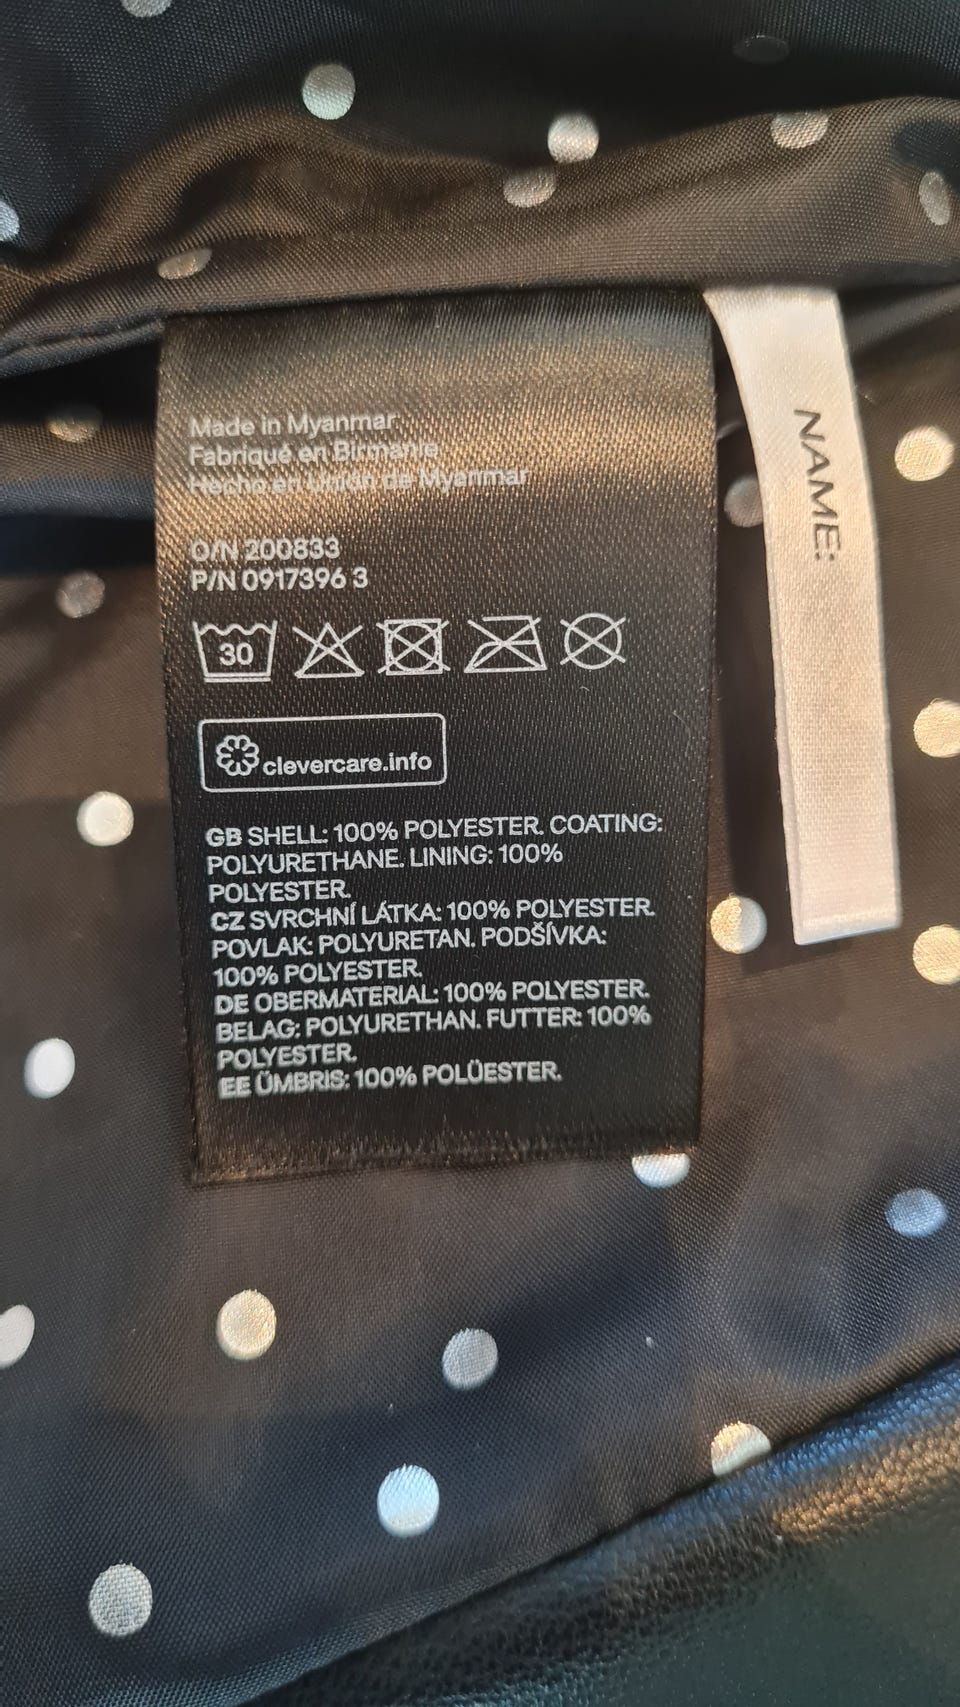 Made in Myanmar
Fabriqué en Birmanie
Hecho en Unión de Myanmar
O/N 200833
P/N 0917396 3
30
clevercare.info
GB SHELL: 100% POLYESTER. COATING:
POLYURETHANE. LINING: 100%
POLYESTER.
CZ SVRCHNÍ LÁTKA: 100% POLYESTER.
POVLAK: POLYURETAN. PODŠÍVKA:
100% POLYESTER.
DE OBERMATERIAL: 100% POLYESTER.
BELAG: POLYURETHAN. FUTTER: 100%
POLYESTER.
EE ÜMBRIS: 100% POLÜESTER.
NAME: